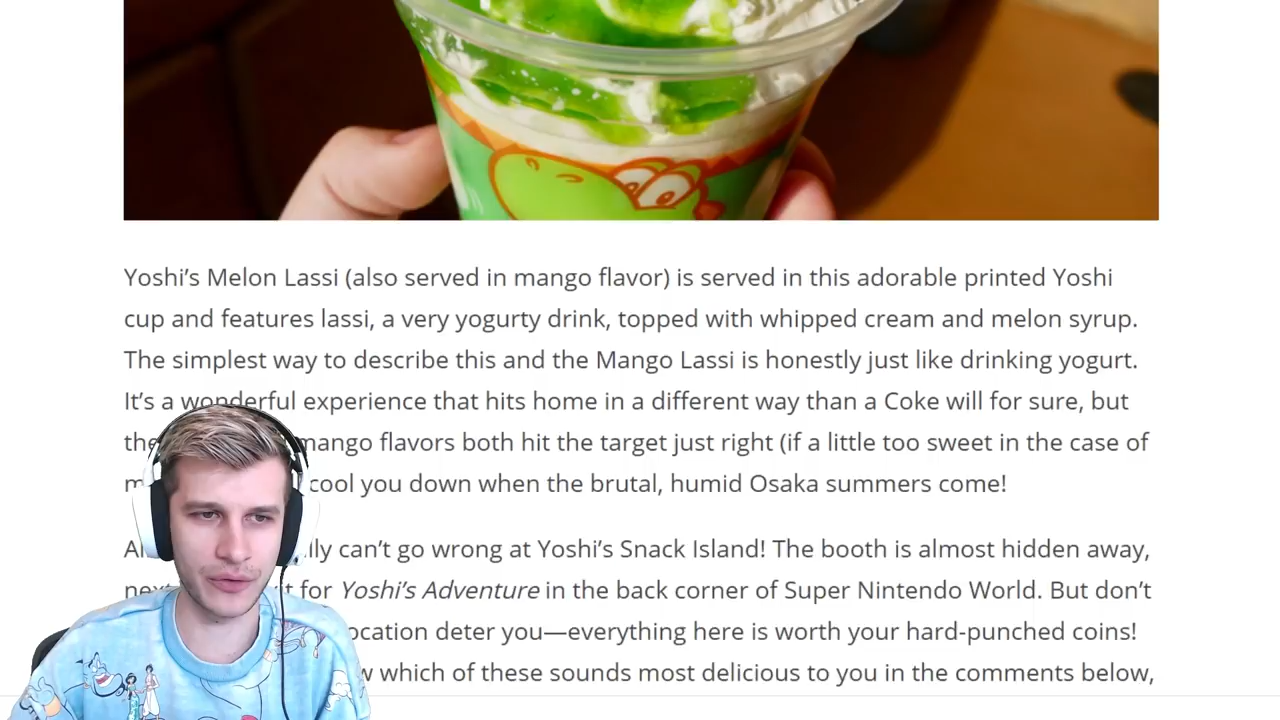 Yoshi’s Melon Lassi (also served in mango flavor) is served in this adorable printed Yoshi
cup and features lassi, a very yogurty drink, topped with whipped cream and melon syrup.
The simplest way to describe this and the Mango Lassi is honestly just like drinking yogurt.
It’s a wonderful experience that hits home in a different way than a Coke will for sure, but
mango flavors both hit the target just right (if a little too sweet in the case of
cool you down when the brutal, humid Osaka summers come!
can’t go wrong at Yoshi’s Snack Island! The booth is almost hidden away,
for Yoshi’s Adventure in the back corner of Super Nintendo World. But don’t
deter you—everything here is worth your hard-punched coins!
which of these sounds most delicious to you in the comments below,